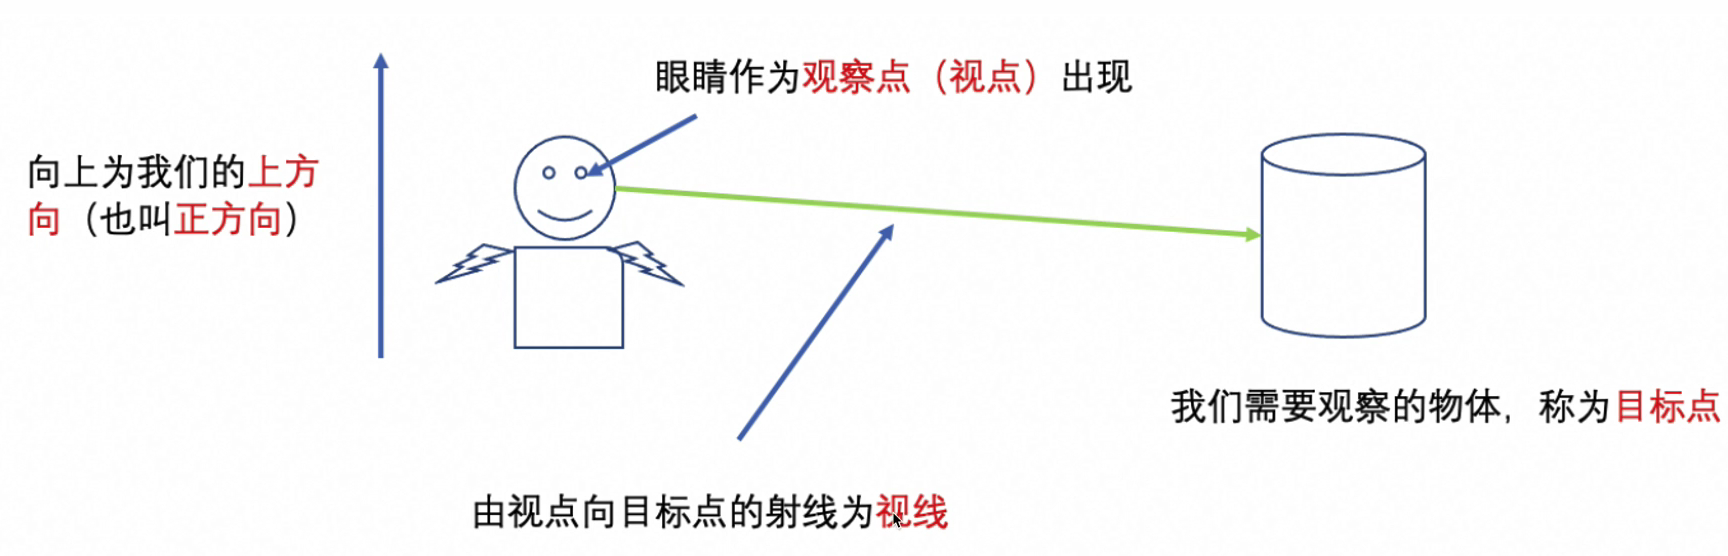 眼睛作为观察点（视点）出现
向上为我们的上方
向（也叫正方向）
我们需要观察的物体，称为目标点
由视点向目标点的射线为视线